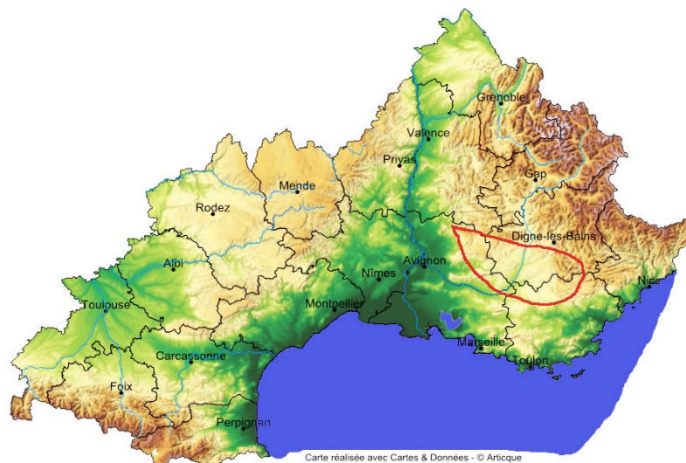 Grenoble
Valence
Privas
Gap
Mende
Rodez
Digne-les-Bains
Albi
Avignon
Nîmes
Nice
Toulouse
Montpellier
Marseille
Carcassonne
Toulon
Foix
Perpignan
Carte réalisée avec Cartes & Données - © Articque